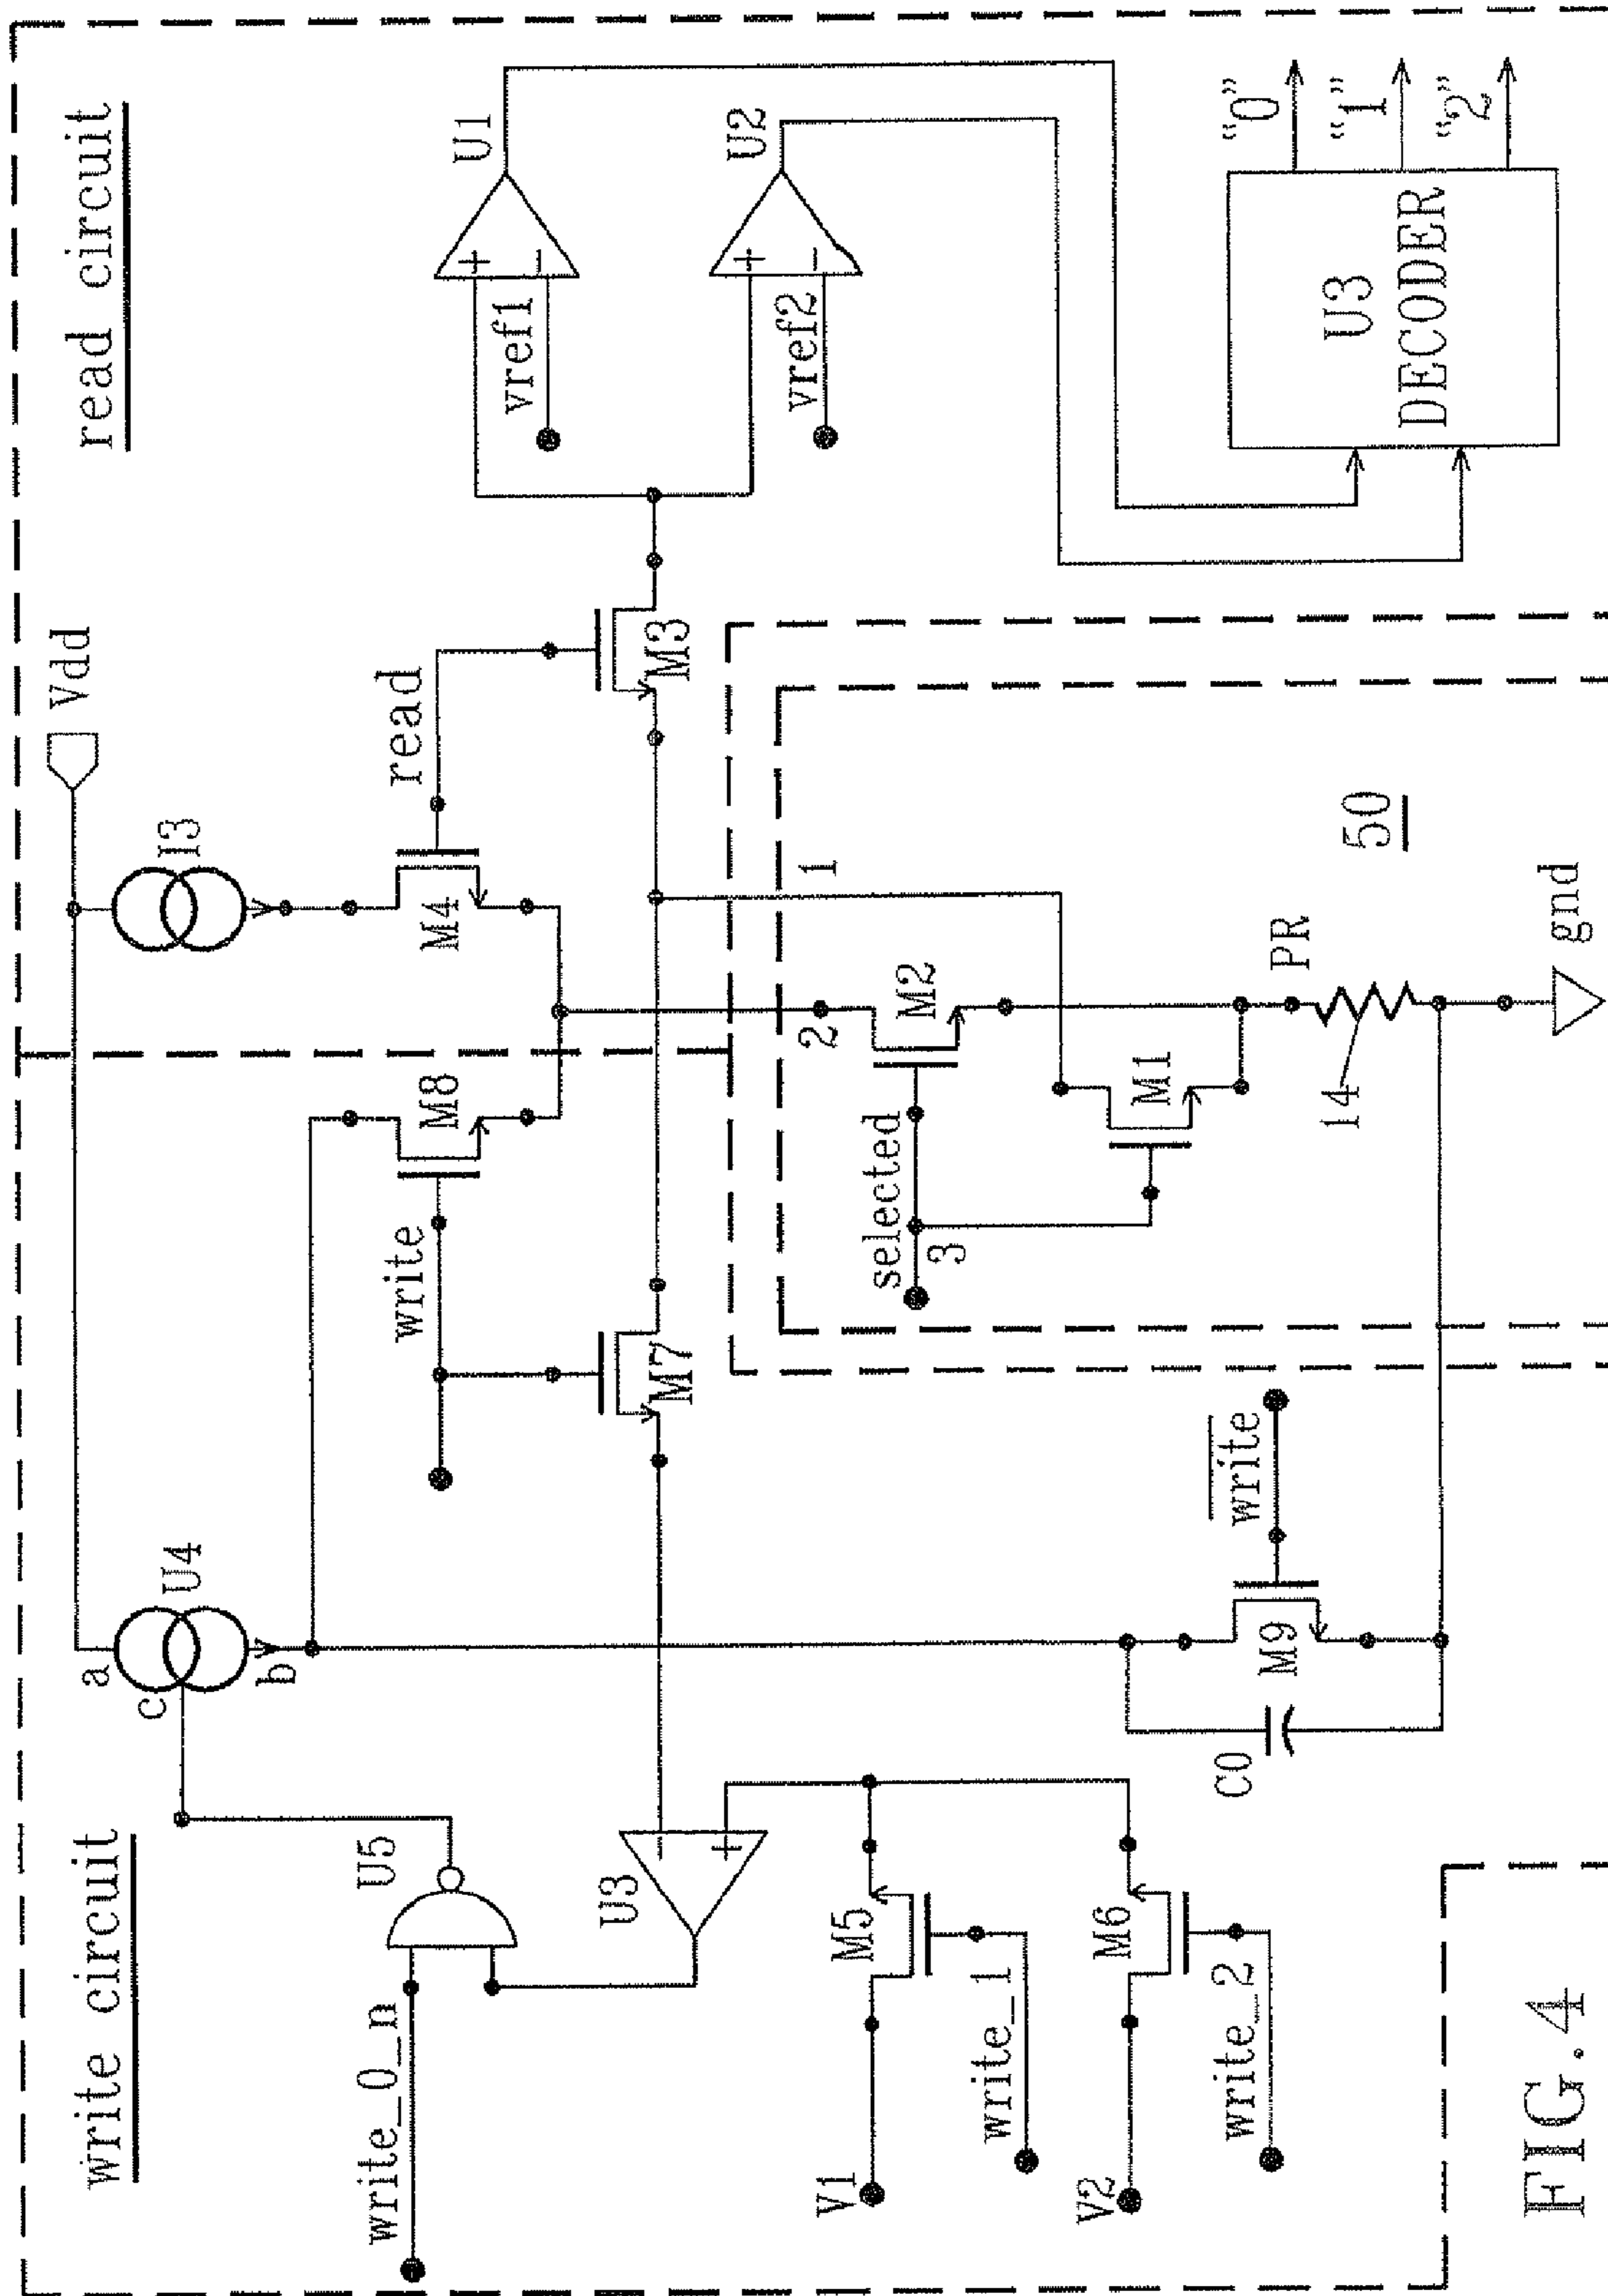 write circuit
read circuit
Vdd
a
U4
c
b
I3
U5
write_0_n
write
M8
M4
read
M3
U1
+
−
vref1
U2
+
−
vref2
U3
−
+
M7
1
2
selected
3
M2
M1
PR
14
50
gnd
V1
M5
write_1
V2
M6
write_2
C0
M9
write
U3
DECODER
“0”
“1”
“2”
FIG.4